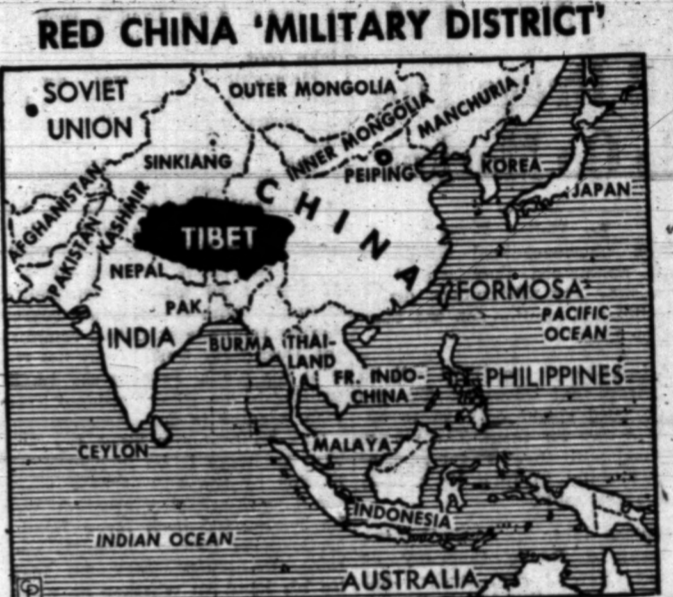 RED CHINA 'MILITARY DISTRICT'
SOVIET
UNION
OUTER MONGOLIA
INNER MONGOLIA
MANCHURIA
SINKIANG
PEIPING
KOREA
JAPAN
AFGHANISTAN
PAKISTAN
KASHMIR
CHINA
TIBET
NEPAL
FORMOSA
PACIFIC
OCEAN
PAK.
INDIA
BURMA
THAI-
LAND
FR. INDO-
CHINA
PHILIPPINES
CEYLON
MALAYA
INDONESIA
INDIAN OCEAN
AUSTRALIA
CP